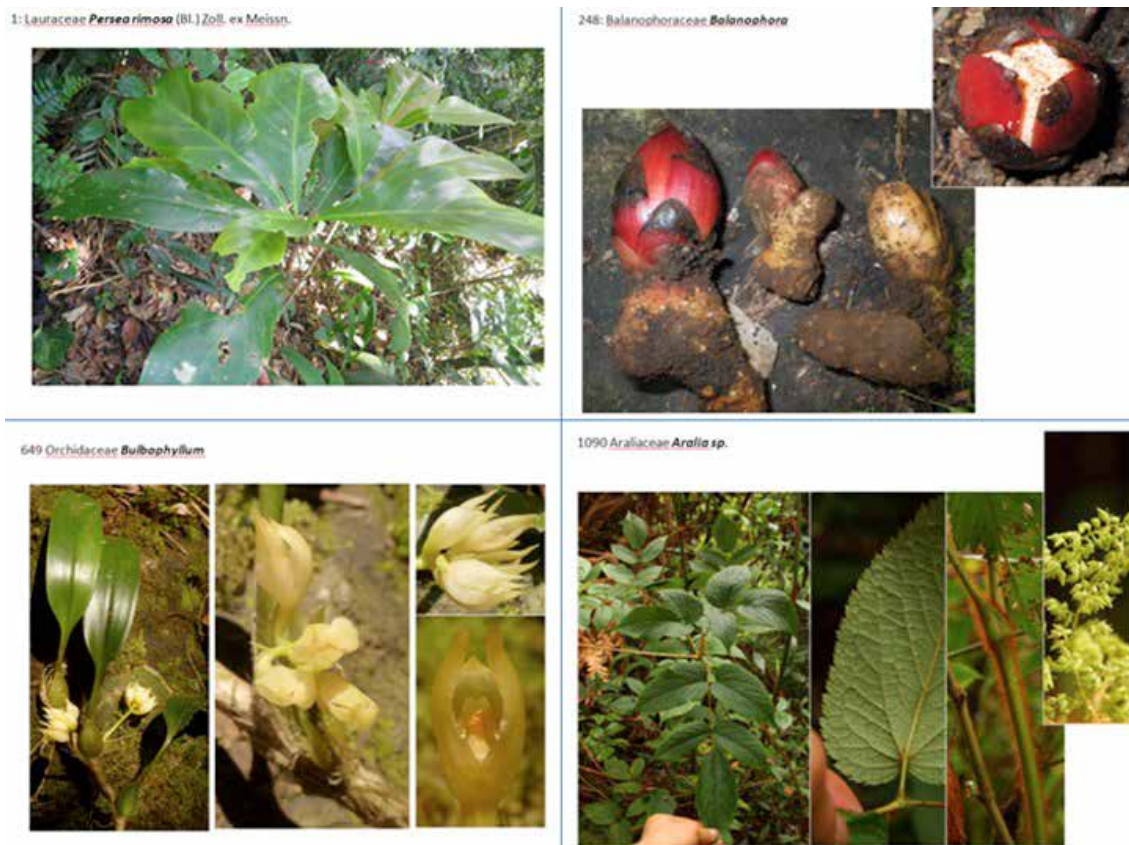 1: Lauraceae Persea rimosa (Bl.) Zoll. ex Meissn.
248: Balanophoraceae Balanophora
649 Orchidaceae Bulbophyllum
1090 Araliaceae Aralia sp.